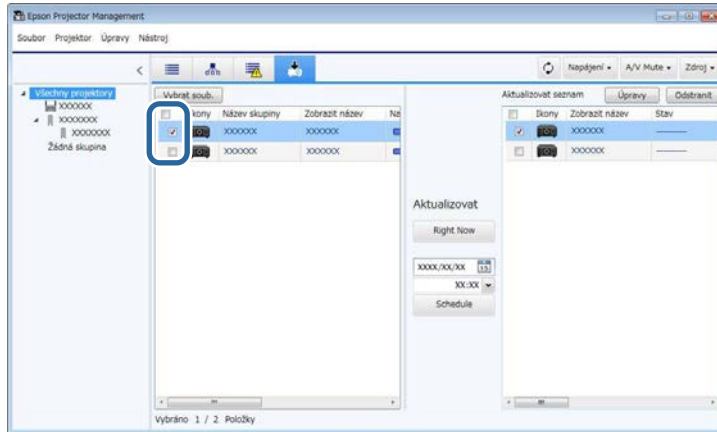 Epson Projector Management
Soubor Projektor Úpravy Nástroj
< Napájení A/V Mute Zdroj
Všechny projektory
XXXXXX
XXXXXXX
XXXXXXX
Žádná skupina
Vybrat soub.
Ikony Název skupiny Zobrazit název Na
XXXXXX XXXXXX
XXXXXX XXXXXX
Aktualizovat
Right Now
XXXX/XX/XX 15
XX:XX
Schedule
Aktualizovat seznam Úpravy Odstranit
Ikony Zobrazit název Stav
XXXXXX ———
XXXXXX ———
Vybráno 1 / 2 Položky